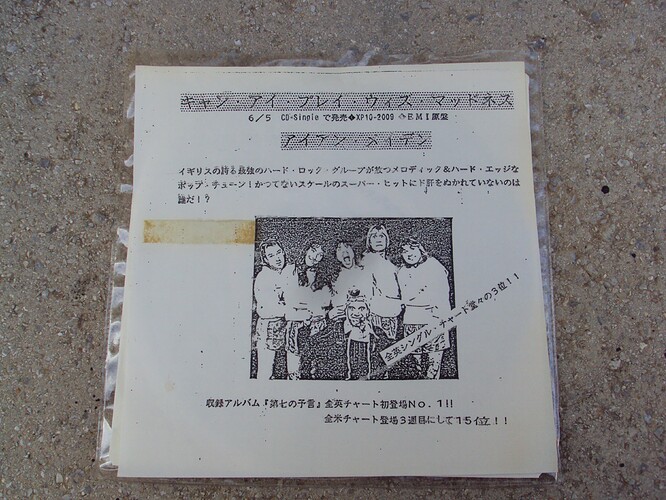 キャン・アイ プレイ ウィズ マッドネス
6/5 CD-Single で発売◆XP10-2009 ◇EMI原盤
アイアン メイデン
イギリスの誇る最強のハード・ロック・グループが放つメロディック&ハード・エッジな
ポップ・チューン!かつてないスケールのスーパー・ヒットにド肝をぬかれていないのは
誰だ!?
全英シングル・チャート堂々の3位!!
収録アルバム『第七の予言』全英チャート初登場No.1!!
全米チャート登場3週目にして15位!!